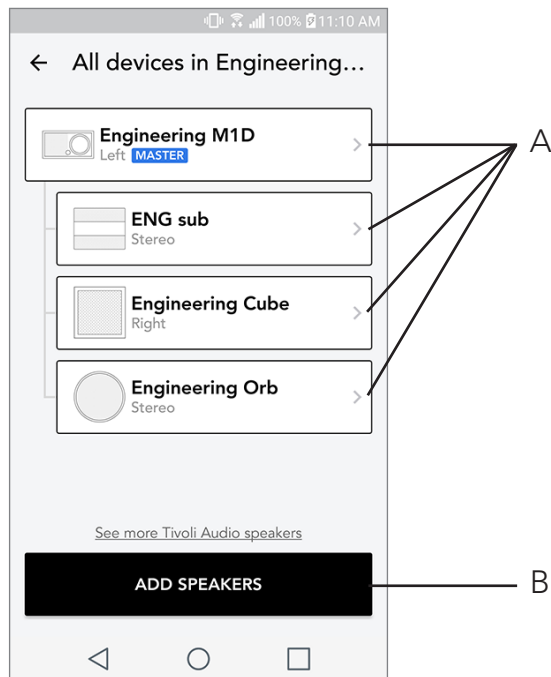 100% 11:10 AM
All devices in Engineering...
Engineering M1D
Left MASTER
A
ENG sub
Stereo
Engineering Cube
Right
Engineering Orb
Stereo
See more Tivoli Audio speakers
ADD SPEAKERS
B